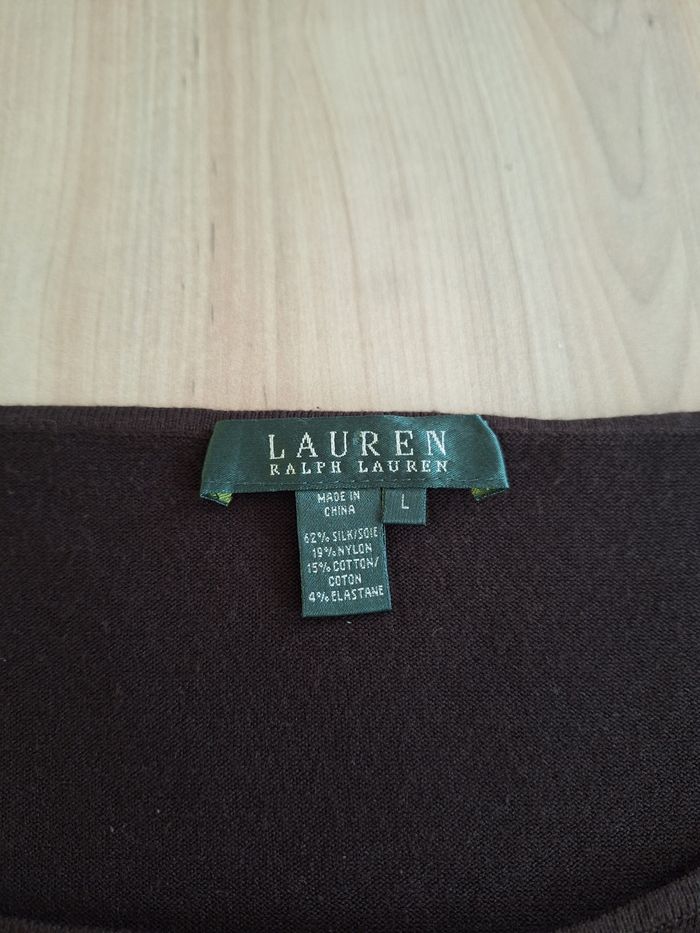 LAUREN
RALPH LAUREN
MADE IN
CHINA
L
62% SILK/SOIE
19% NYLON
15% COTTON/
COTON
4% ELASTANE